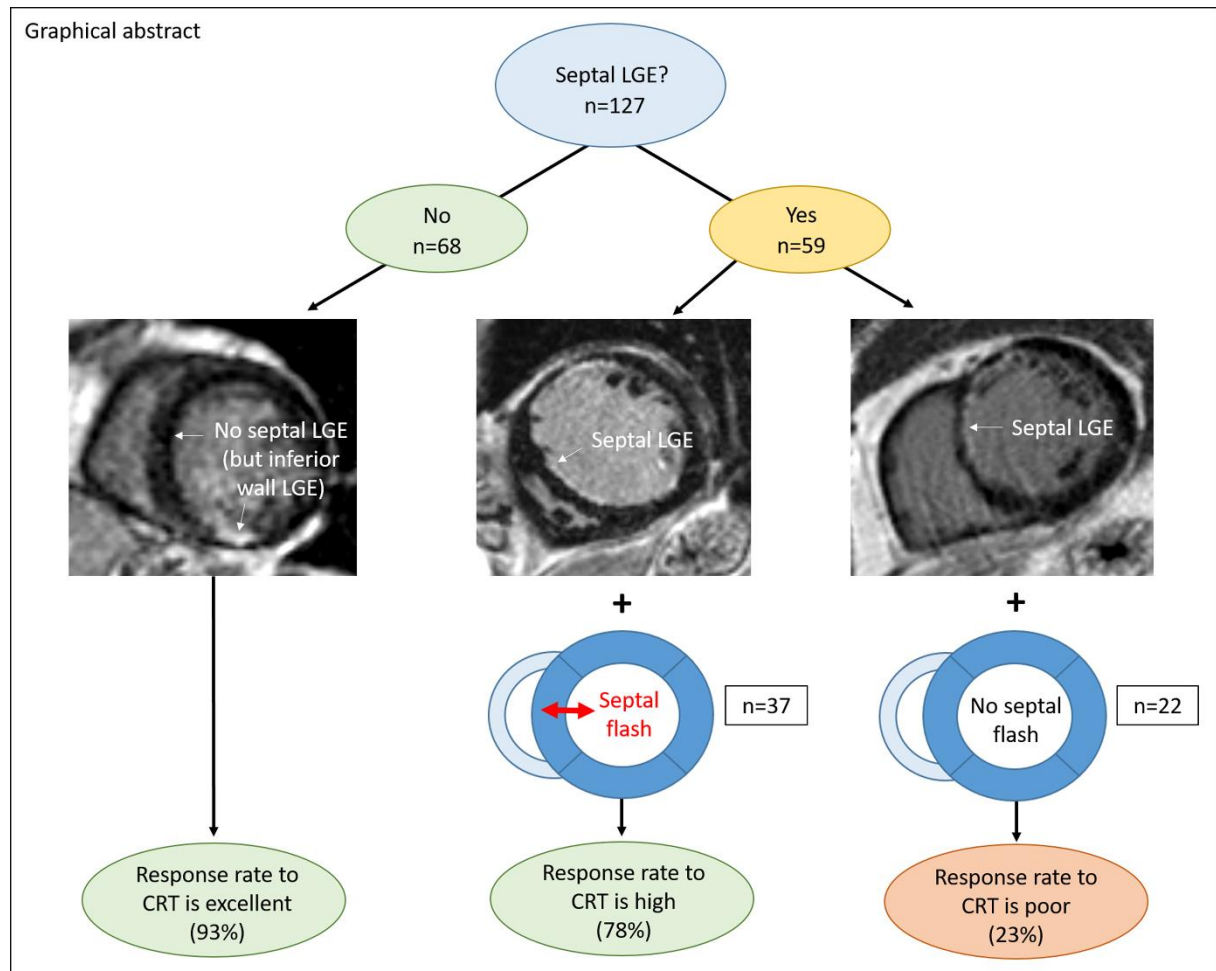 Graphical abstract
Septal LGE?
n=127
No
n=68
Yes
n=59
No septal LGE
(but inferior
wall LGE)
Septal LGE
Septal LGE
+
+
Septal
flash
n=37
No septal
flash
n=22
Response rate to
CRT is excellent
(93%)
Response rate to
CRT is high
(78%)
Response rate to
CRT is poor
(23%)